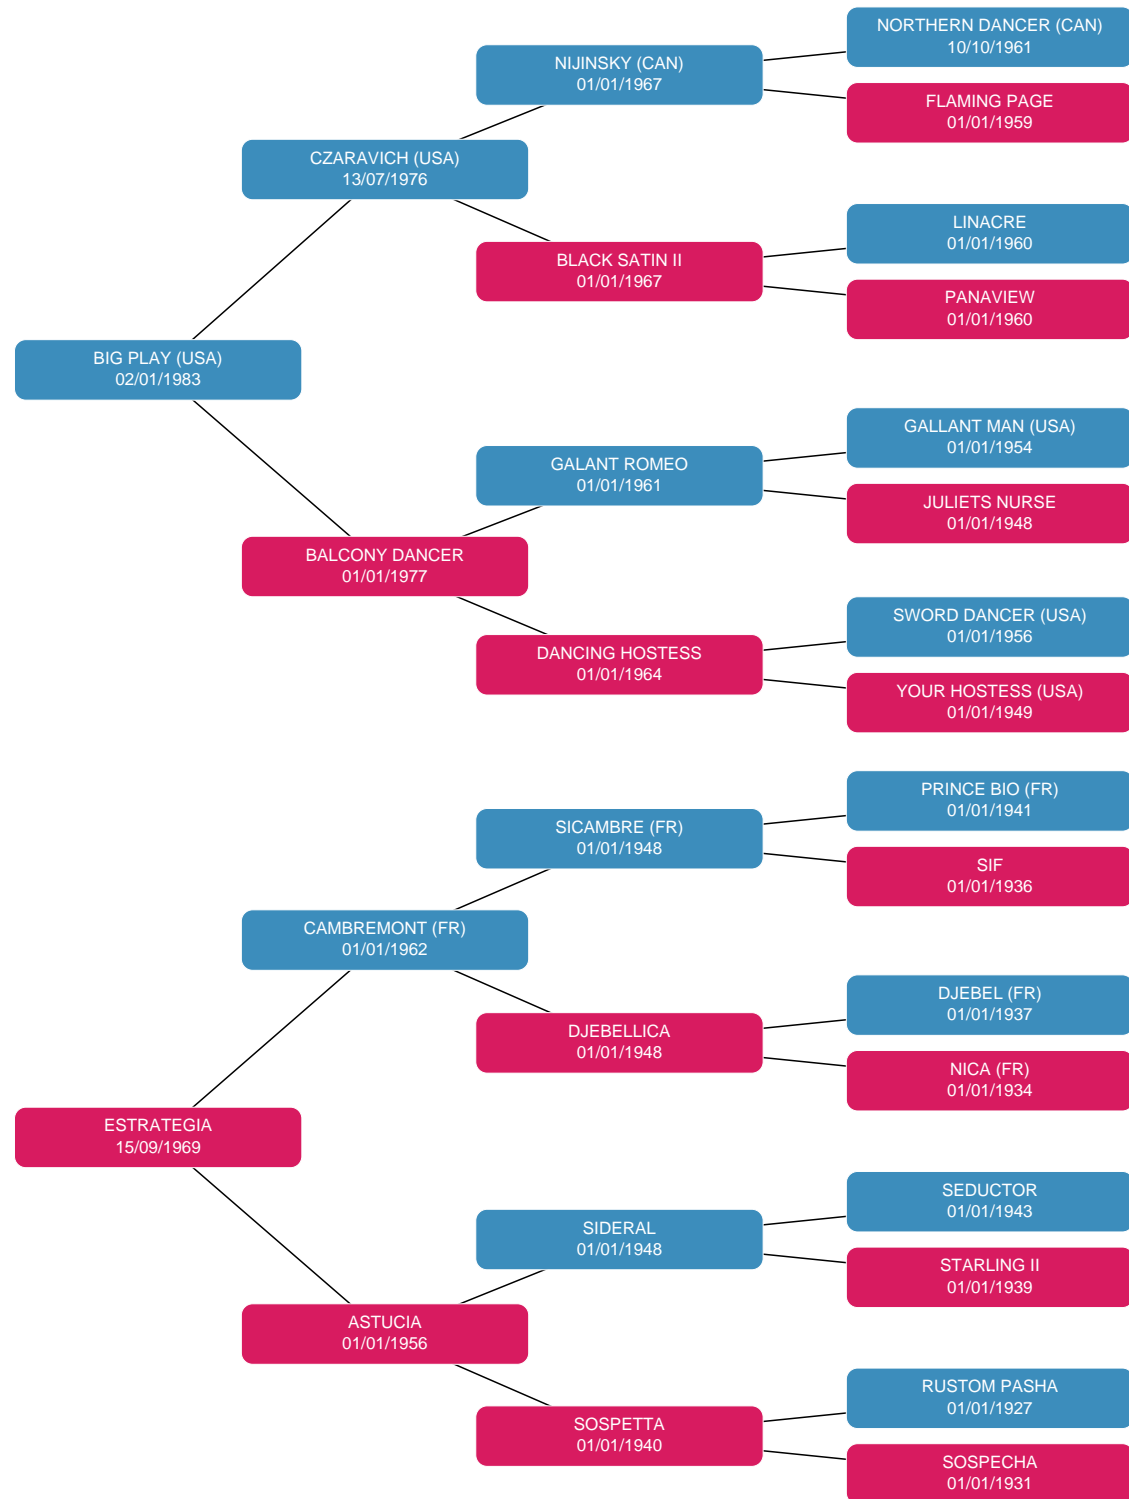 NORTHERN DANCER (CAN)
10/10/1961
NIJINSKY (CAN)
01/01/1967
FLAMING PAGE
01/01/1959
CZARAVICH (USA)
13/07/1976
LINACRE
01/01/1960
BLACK SATIN II
01/01/1967
PANAVIEW
01/01/1960
BIG PLAY (USA)
02/01/1983
GALLANT MAN (USA)
01/01/1954
GALANT ROMEO
01/01/1961
JULIETS NURSE
01/01/1948
BALCONY DANCER
01/01/1977
SWORD DANCER (USA)
01/01/1956
DANCING HOSTESS
01/01/1964
YOUR HOSTESS (USA)
01/01/1949
PRINCE BIO (FR)
01/01/1941
SICAMBRE (FR)
01/01/1948
SIF
01/01/1936
CAMBREMONT (FR)
01/01/1962
DJEBEL (FR)
01/01/1937
DJEBELLICA
01/01/1948
NICA (FR)
01/01/1934
ESTRATEGIA
15/09/1969
SEDUCTOR
01/01/1943
SIDERAL
01/01/1948
STARLING II
01/01/1939
ASTUCIA
01/01/1956
RUSTOM PASHA
01/01/1927
SOSPETTA
01/01/1940
SOSPECHA
01/01/1931